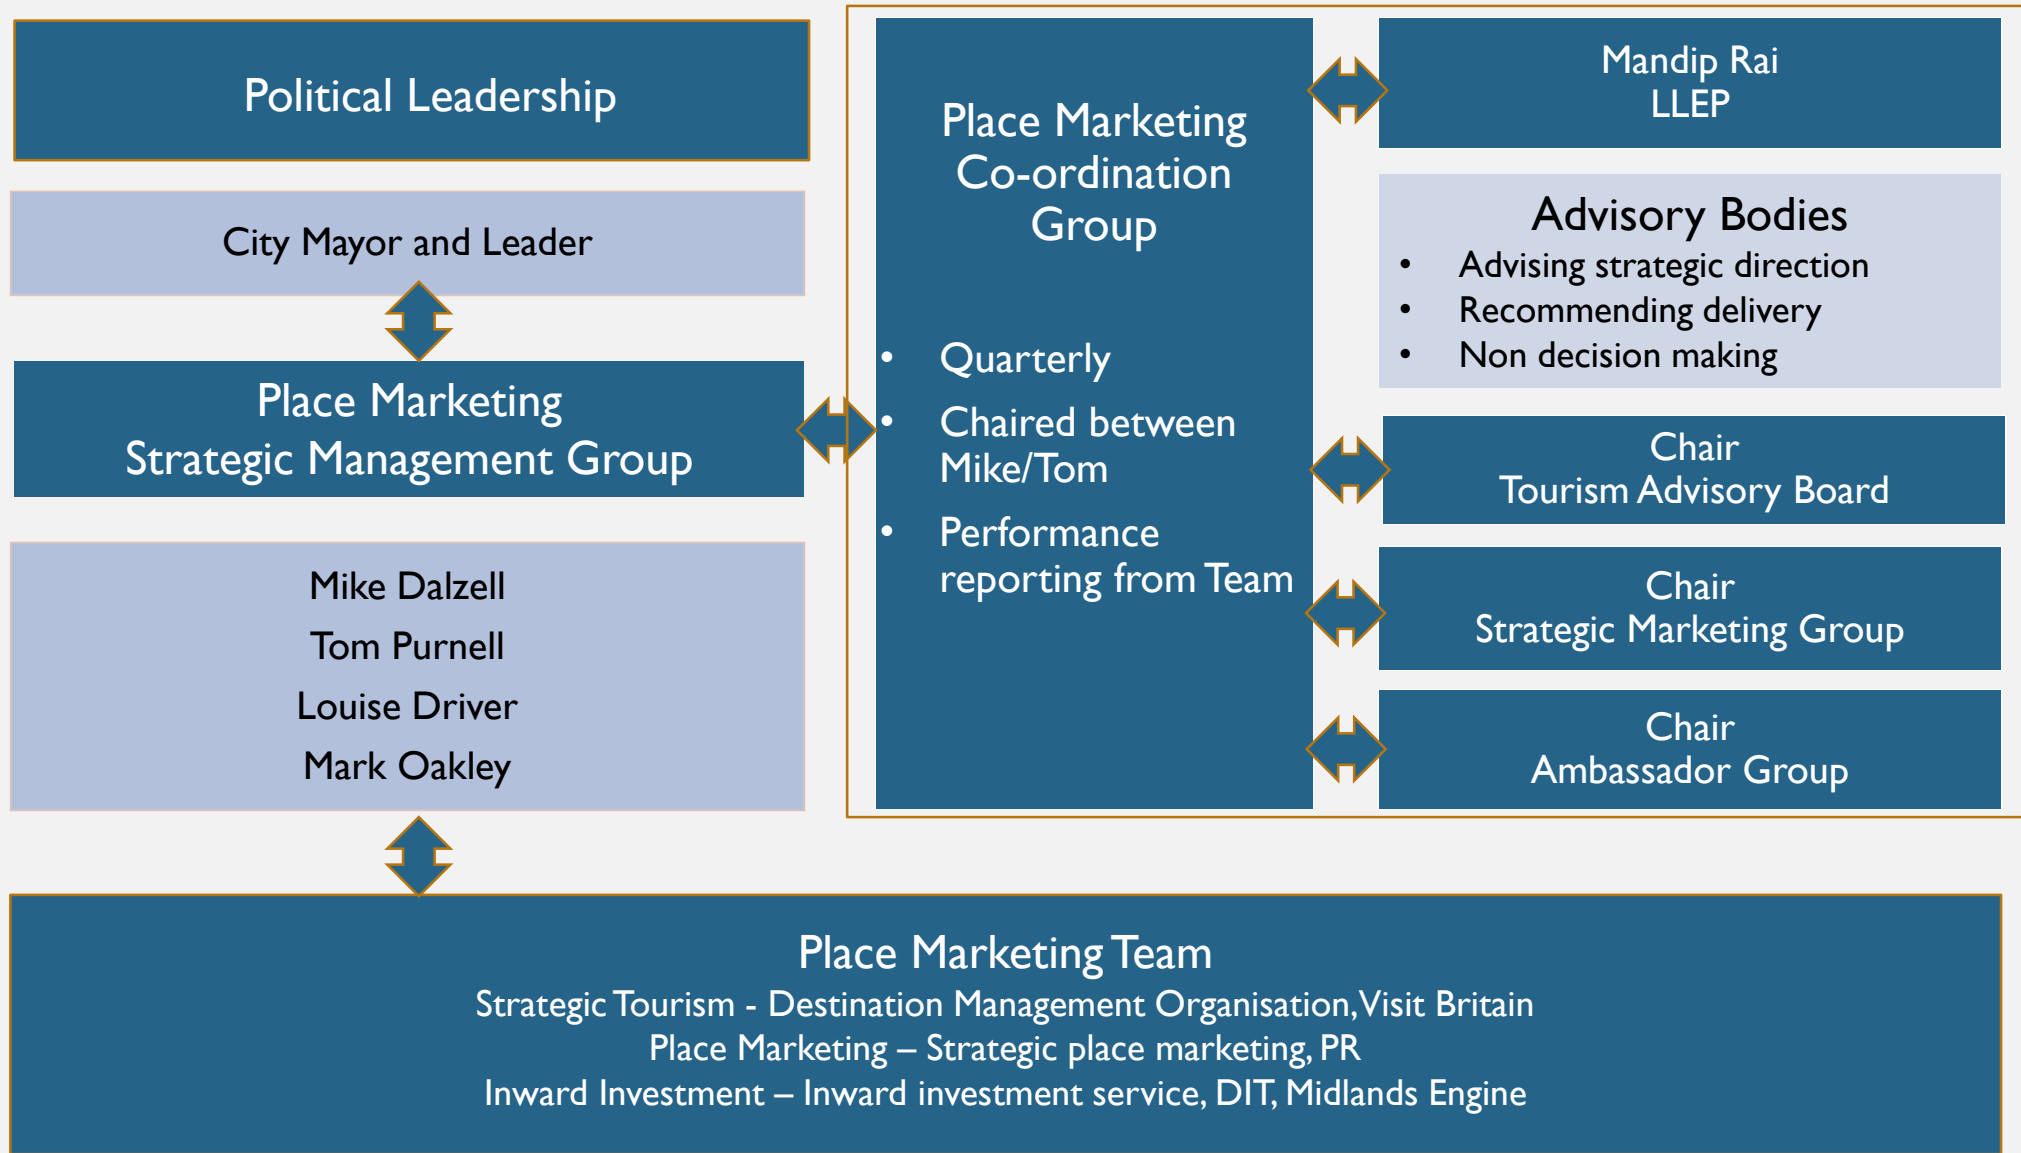 Political Leadership
City Mayor and Leader
Place Marketing
Strategic Management Group
Mike Dalzell
Tom Purnell
Louise Driver
Mark Oakley
Place Marketing
Co-ordination
Group
• Quarterly
• Chaired between
Mike/Tom
• Performance
reporting from Team
Mandip Rai
LLEP
Advisory Bodies
• Advising strategic direction
• Recommending delivery
• Non decision making
Chair
Tourism Advisory Board
Chair
Strategic Marketing Group
Chair
Ambassador Group
Place Marketing Team
Strategic Tourism - Destination Management Organisation, Visit Britain
Place Marketing – Strategic place marketing, PR
Inward Investment – Inward investment service, DIT, Midlands Engine